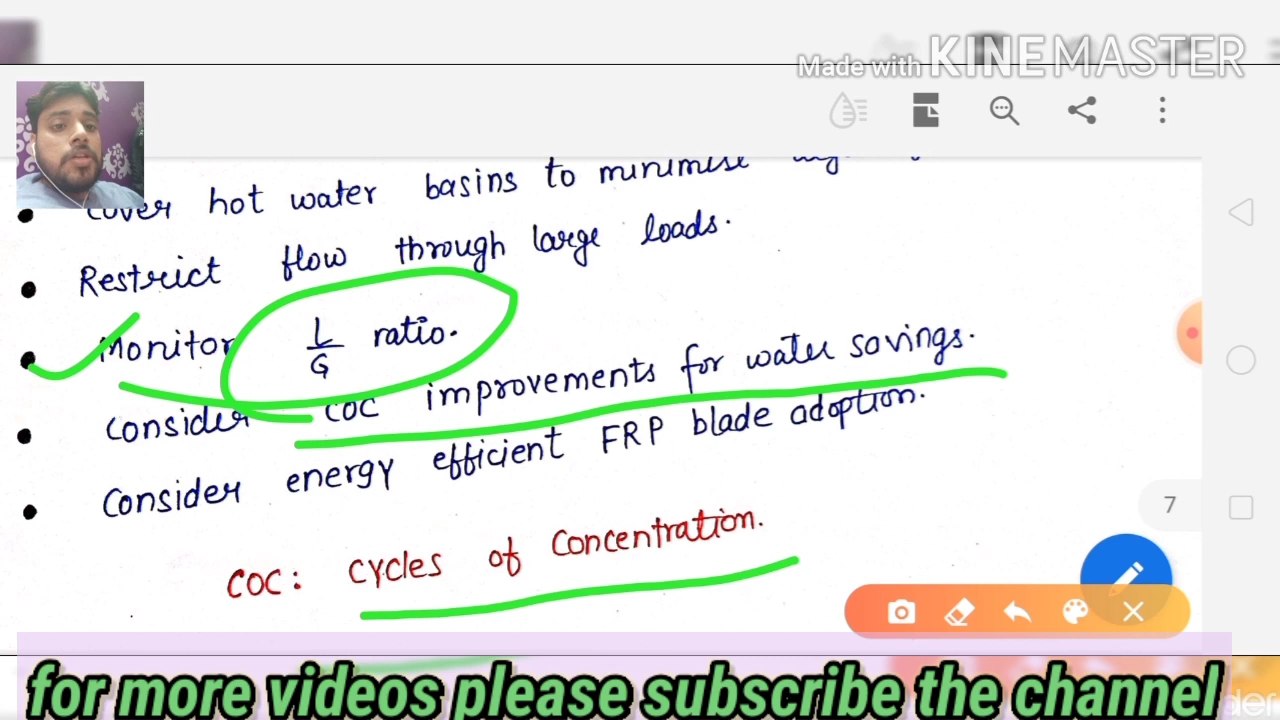 Made with KINEMASTER
Cover hot water basins to minimise
Restrict flow through large loads.
Monitor L/G ratio.
Consider COC improvements for water savings.
Consider energy efficient FRP blade adoption.
COC: Cycles of Concentration.
7
for more videos please subscribe the channel